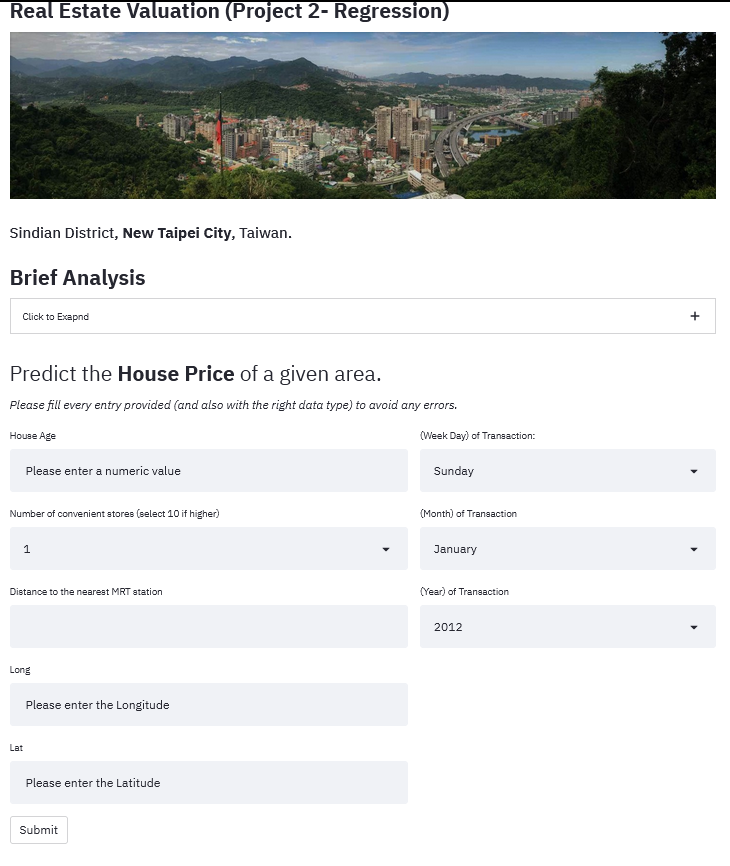 Real Estate Valuation (Project 2- Regression)
Sindian District, New Taipei City, Taiwan.
Brief Analysis
Click to Exapnd
Predict the House Price of a given area.
Please fill every entry provided (and also with the right data type) to avoid any errors.
House Age
Please enter a numeric value
(Week Day) of Transaction:
Sunday
Number of convenient stores (select 10 if higher)
1
(Month) of Transaction
January
Distance to the nearest MRT station
(Year) of Transaction
2012
Long
Please enter the Longitude
Lat
Please enter the Latitude
Submit